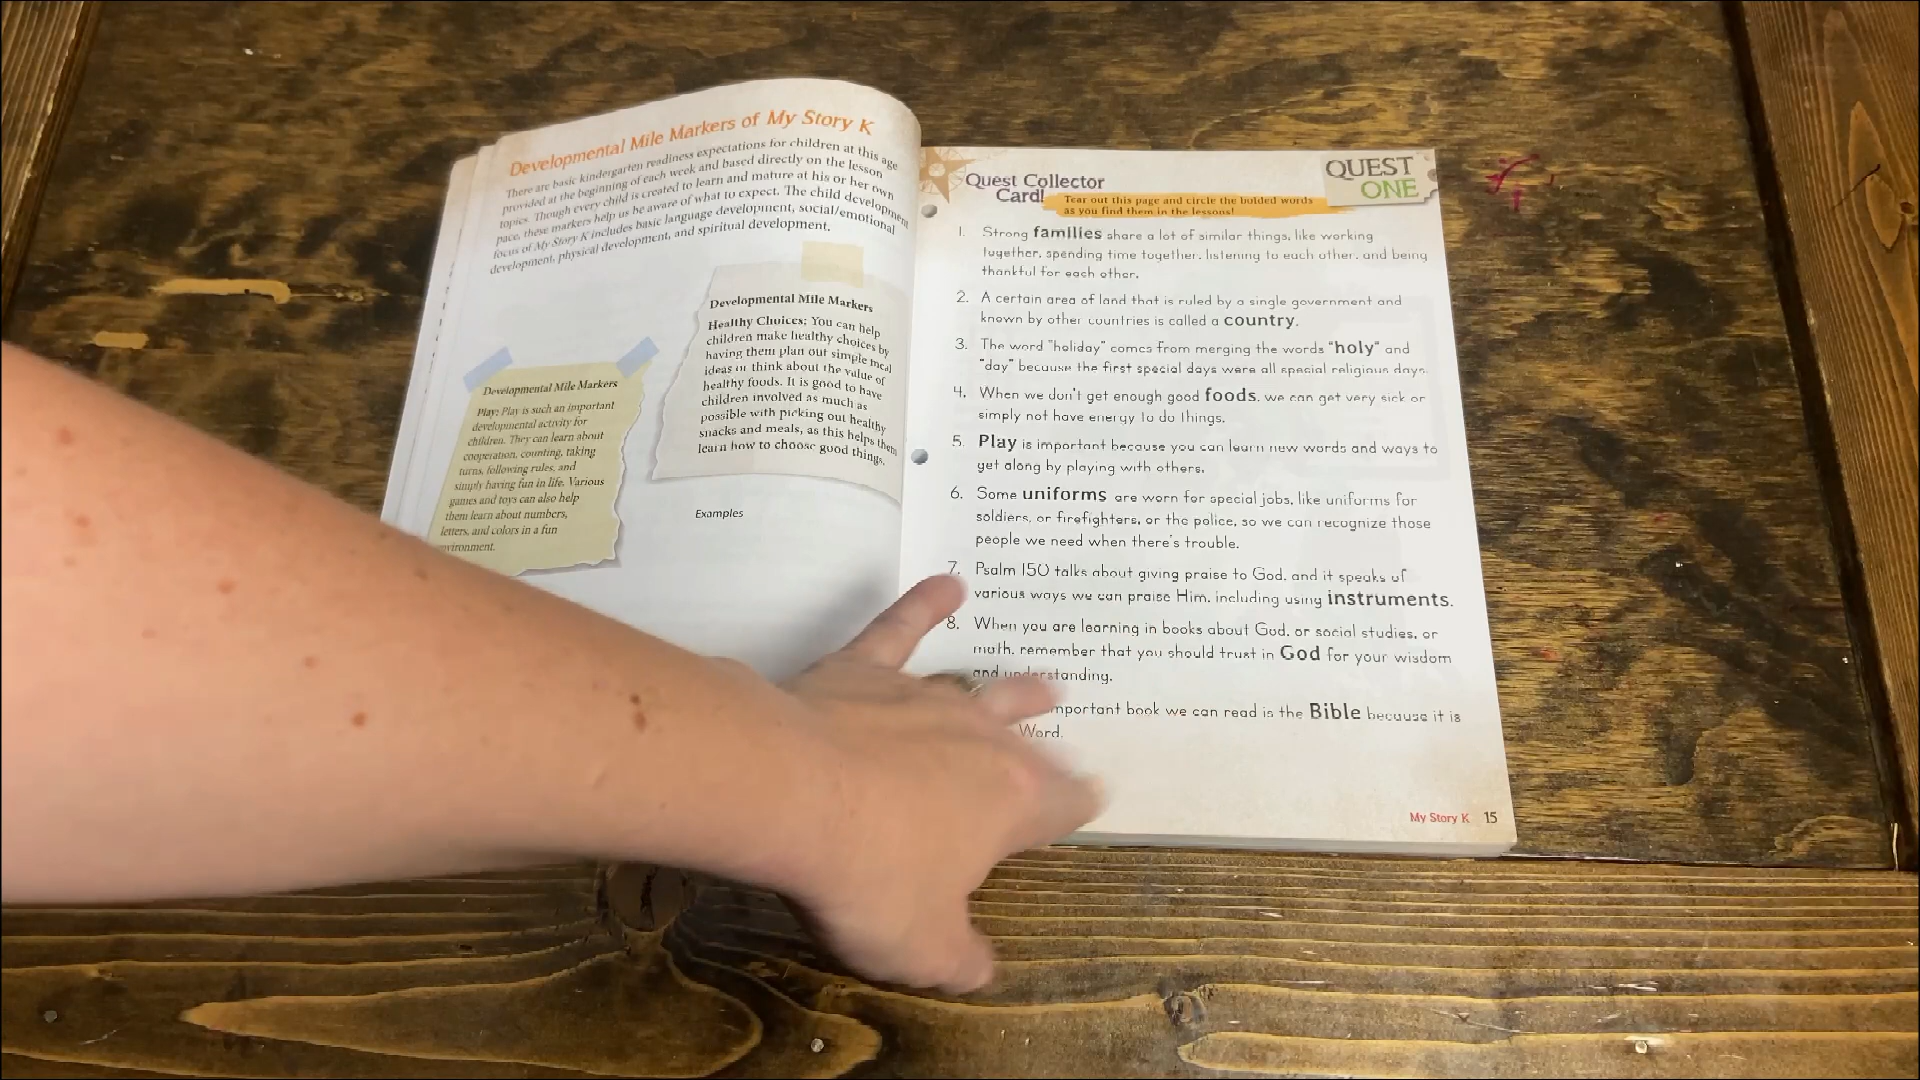 Developmental Mile Markers of My Story K
There are basic kindergarten readiness expectations for children at this age
provided at the beginning of each week and based directly on the lesson
topics. Though every child is created to learn and mature at his or her own
pace, these markers help us be aware of what to expect. The child development
focus of My Story K includes basic language development, social/emotional
development, physical development, and spiritual development.
Developmental Mile Markers
Healthy Choices: You can help
children make healthy choices by
having them plan out simple meal
ideas or think about the value of
healthy foods. It is good to have
children involved as much as
possible with picking out healthy
snacks and meals, as this helps them
learn how to choose good things.
Developmental Mile Markers
Play: Play is such an important
developmental activity for
children. They can learn about
cooperation, counting, taking
turns, following rules, and
simply having fun in life. Various
games and toys can also help
them learn about numbers,
letters, and colors in a fun
vironment.
Examples
QUEST
ONE
Quest Collector
Card!
Tear out this page and circle the bolded words
as you find them in the lessons!
1. Strong families share a lot of similar things, like working
together, spending time together, listening to each other, and being
thankful for each other.
2. A certain area of land that is ruled by a single government and
known by other countries is called a country.
3. The word "holiday" comes from merging the words "holy" and
"day" because the first special days were all special religious days.
4. When we don't get enough good foods, we can get very sick or
simply not have energy to do things.
5. Play is important because you can learn new words and ways to
get along by playing with others.
6. Some uniforms are worn for special jobs, like uniforms for
soldiers, or firefighters, or the police, so we can recognize those
people we need when there's trouble.
7. Psalm 150 talks about giving praise to God, and it speaks of
various ways we can praise Him, including using instruments.
8. When you are learning in books about God, or social studies, or
math, remember that you should trust in God for your wisdom
and understanding.
mportant book we can read is the Bible because it is
Word.
My Story K 15